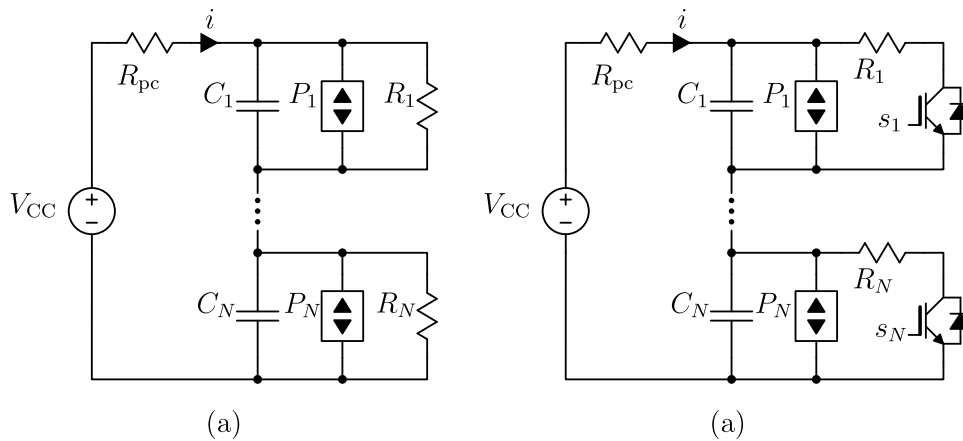 i
R_pc
C_1
P_1
R_1
V_CC
+
−
C_N
P_N
R_N
(a)
i
R_pc
R_1
C_1
P_1
s_1
V_CC
+
−
R_N
C_N
P_N
s_N
(a)